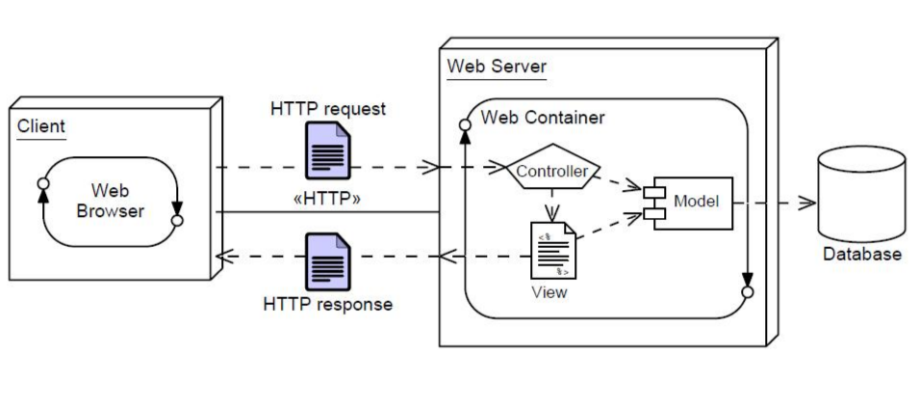 Web Server
HTTP request
Client
Web Container
Web
Browser
Controller
«HTTP»
Model
<%
%>
View
HTTP response
Database